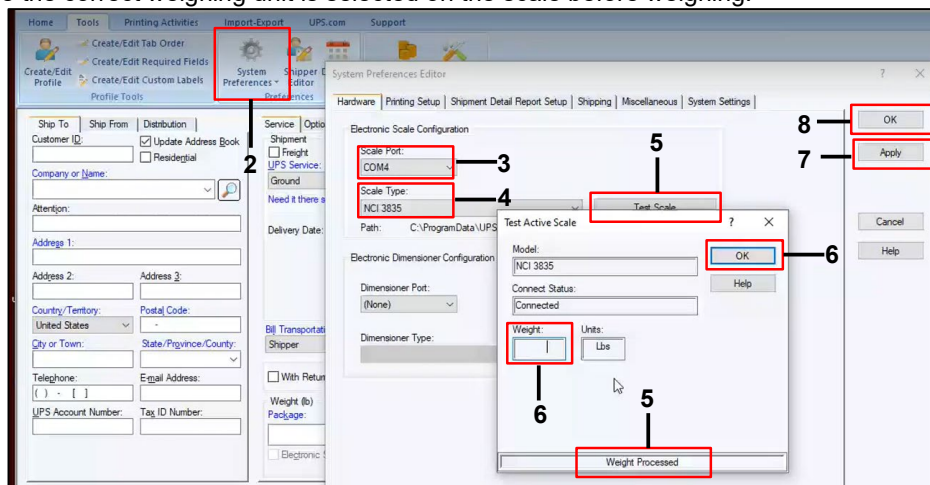 the correct weighing unit is selected on the scale before weighing.
Home Tools Printing Activities Import-Export UPS.com Support
Create/Edit Profile
Create/Edit Tab Order
Create/Edit Required Fields
Create/Edit Custom Labels
System Preferences
Shipper
Editor
Profile Tools
Preferences
2
System Preferences Editor
? ×
Hardware Printing Setup Shipment Detail Report Setup Shipping Miscellaneous System Settings
Ship To Ship From Distribution
Customer ID:
Update Address Book
Residential
Company or Name:
Attention:
Address 1:
Address 2: Address 3:
Country/Territory: Postal Code:
United States -
City or Town: State/Province/County:
Telephone: E-mail Address:
( ) - [ ]
UPS Account Number: Tax ID Number:
Service
Shipment
Freight
UPS Service:
Ground
Need it there
Delivery Date:
Shipper
With
Weight (lb)
Package:
Electronic Scale Configuration
Scale Port:
COM4
3
Scale Type:
NCI 3835
4
5
Test Scale
Path: C:\ProgramData\UPS
Electronic Dimensioner Configuration
Dimensioner Port:
(None)
Dimensioner Type:
Test Active Scale ? ×
Model:
NCI 3835
OK
6
Connect Status:
Help
Connected
Weight: Units:
Lbs
6
5
Weight Processed
8
OK
7
Apply
Cancel
Help